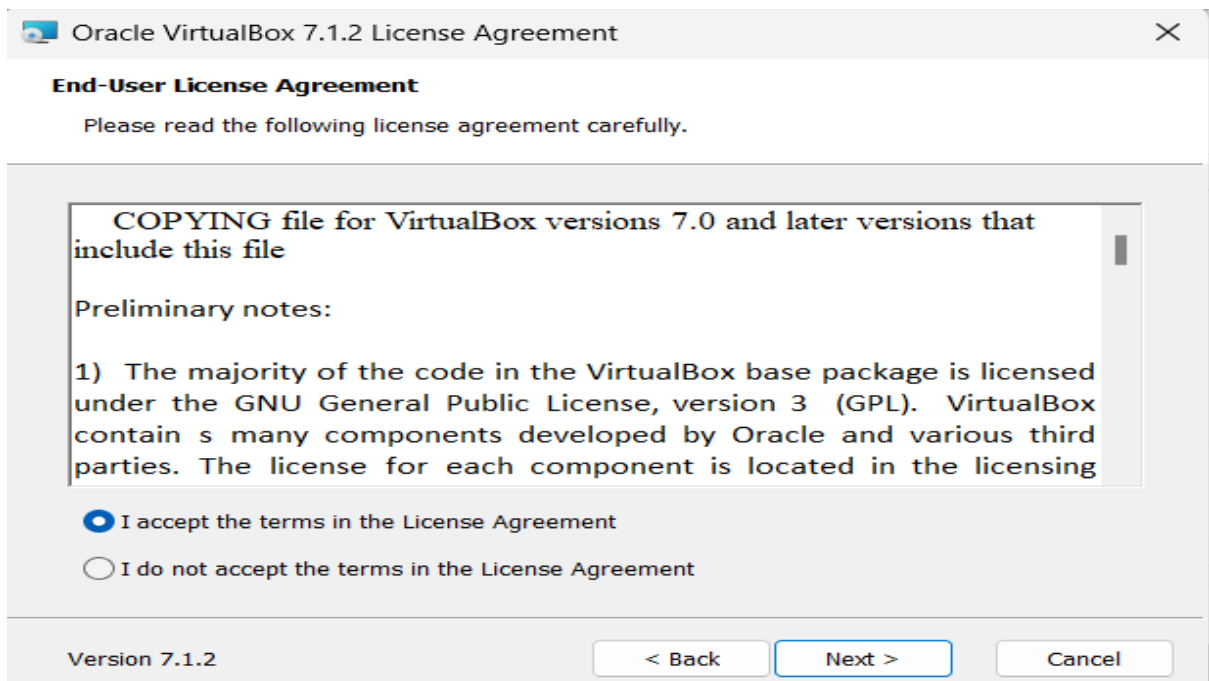 Oracle VirtualBox 7.1.2 License Agreement
End-User License Agreement
Please read the following license agreement carefully.
COPYING file for VirtualBox versions 7.0 and later versions that
include this file
Preliminary notes:
1) The majority of the code in the VirtualBox base package is licensed
under the GNU General Public License, version 3 (GPL). VirtualBox
contain s many components developed by Oracle and various third
parties. The license for each component is located in the licensing
I accept the terms in the License Agreement
I do not accept the terms in the License Agreement
Version 7.1.2
< Back
Next >
Cancel